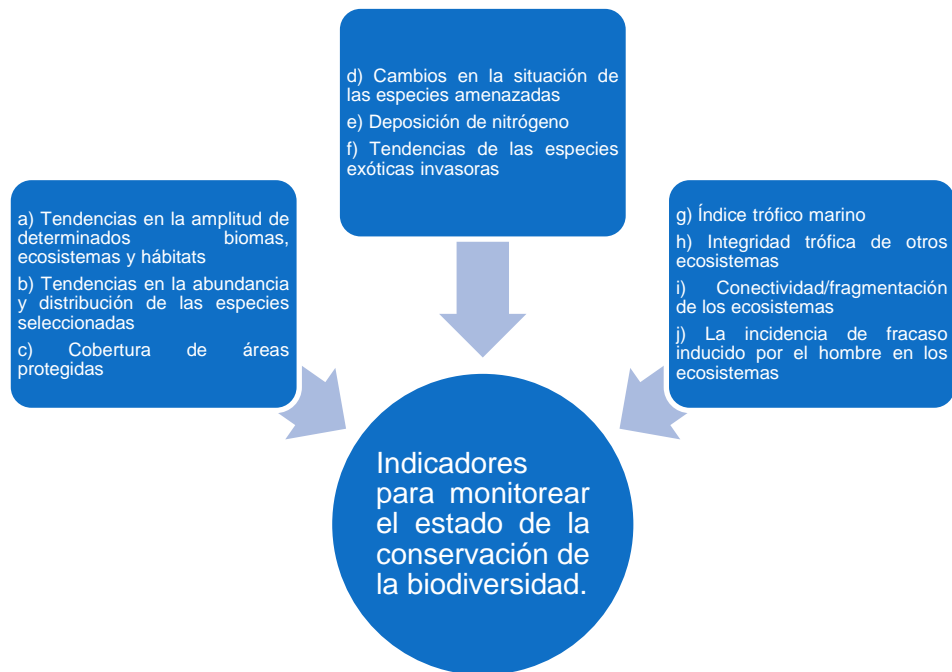 d) Cambios en la situación de
las especies amenazadas
e) Deposición de nitrógeno
f) Tendencias de las especies
exóticas invasoras
a) Tendencias en la amplitud de
determinados biomas,
ecosistemas y hábitats
b) Tendencias en la abundancia
y distribución de las especies
seleccionadas
c) Cobertura de áreas
protegidas
g) Índice trófico marino
h) Integridad trófica de otros
ecosistemas
i) Conectividad/fragmentación
de los ecosistemas
j) La incidencia de fracaso
inducido por el hombre en los
ecosistemas
Indicadores
para monitorear
el estado de la
conservación de
la biodiversidad.